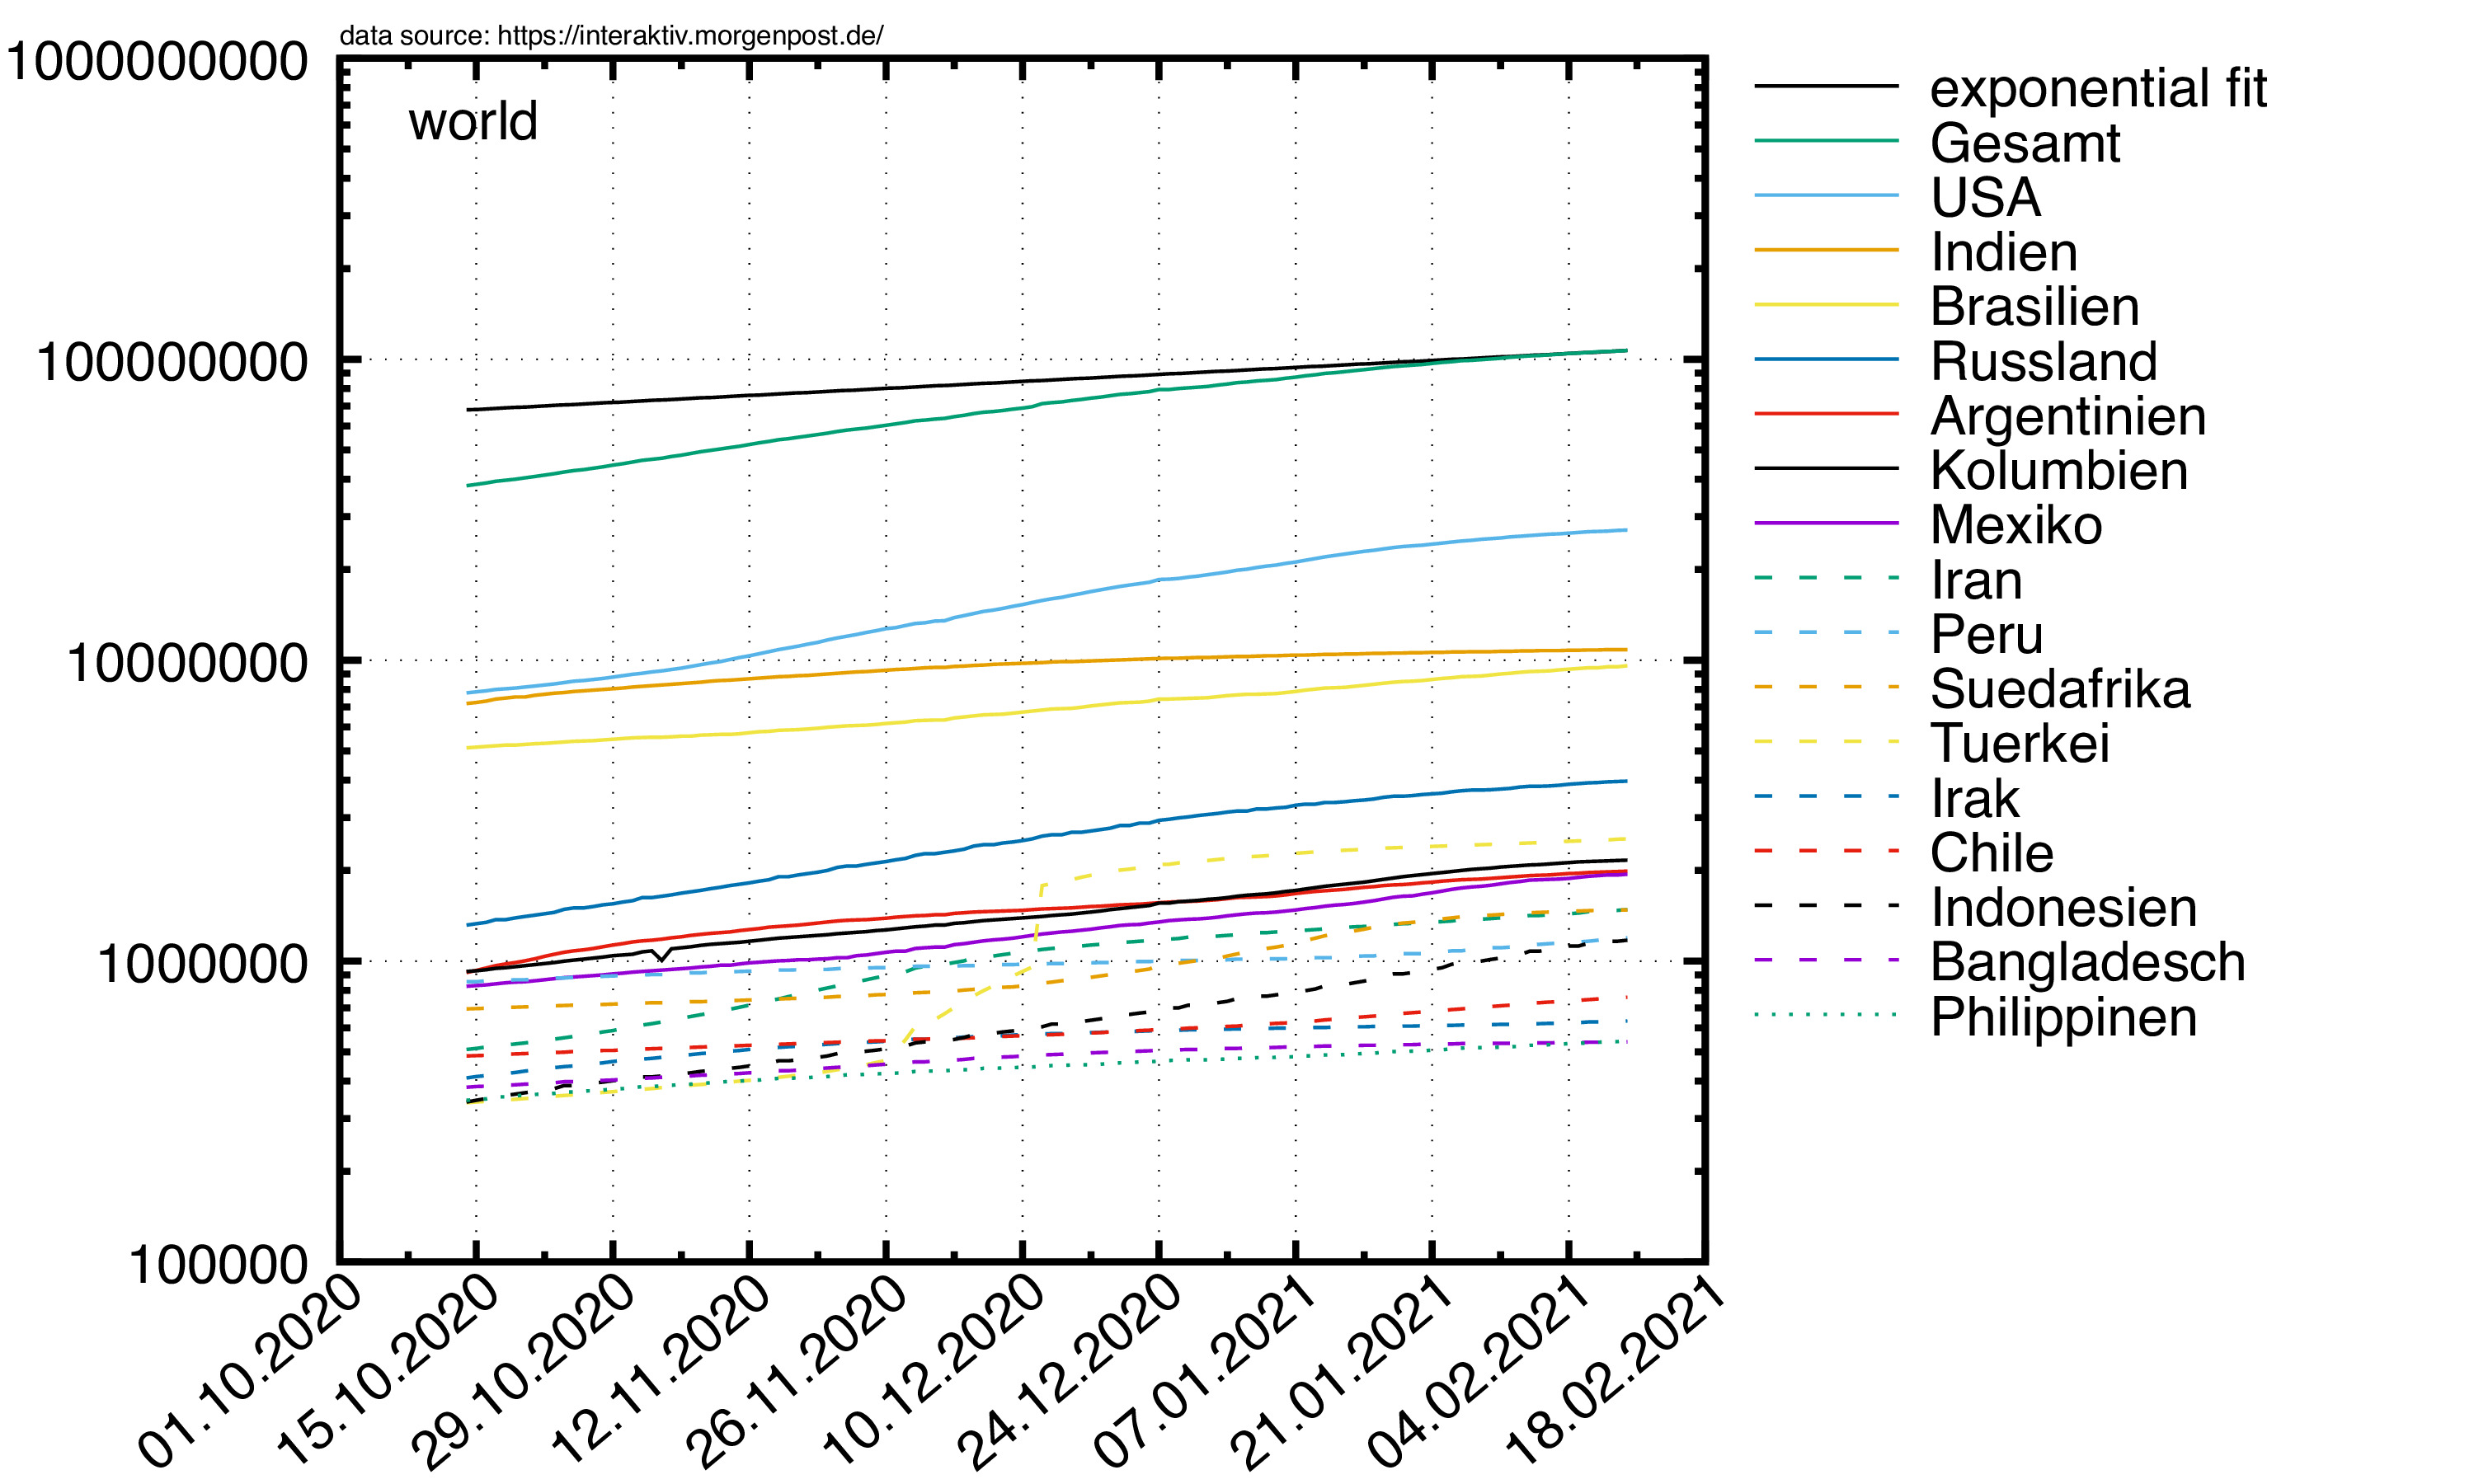 data source: https://interaktiv.morgenpost.de/
1000000000
world
100000000
10000000
1000000
100000
01.10.2020
15.10.2020
29.10.2020
12.11.2020
26.11.2020
10.12.2020
24.12.2020
07.01.2021
21.01.2021
04.02.2021
18.02.2021
exponential fit
Gesamt
USA
Indien
Brasilien
Russland
Argentinien
Kolumbien
Mexiko
Iran
Peru
Suedafrika
Tuerkei
Irak
Chile
Indonesien
Bangladesch
Philippinen